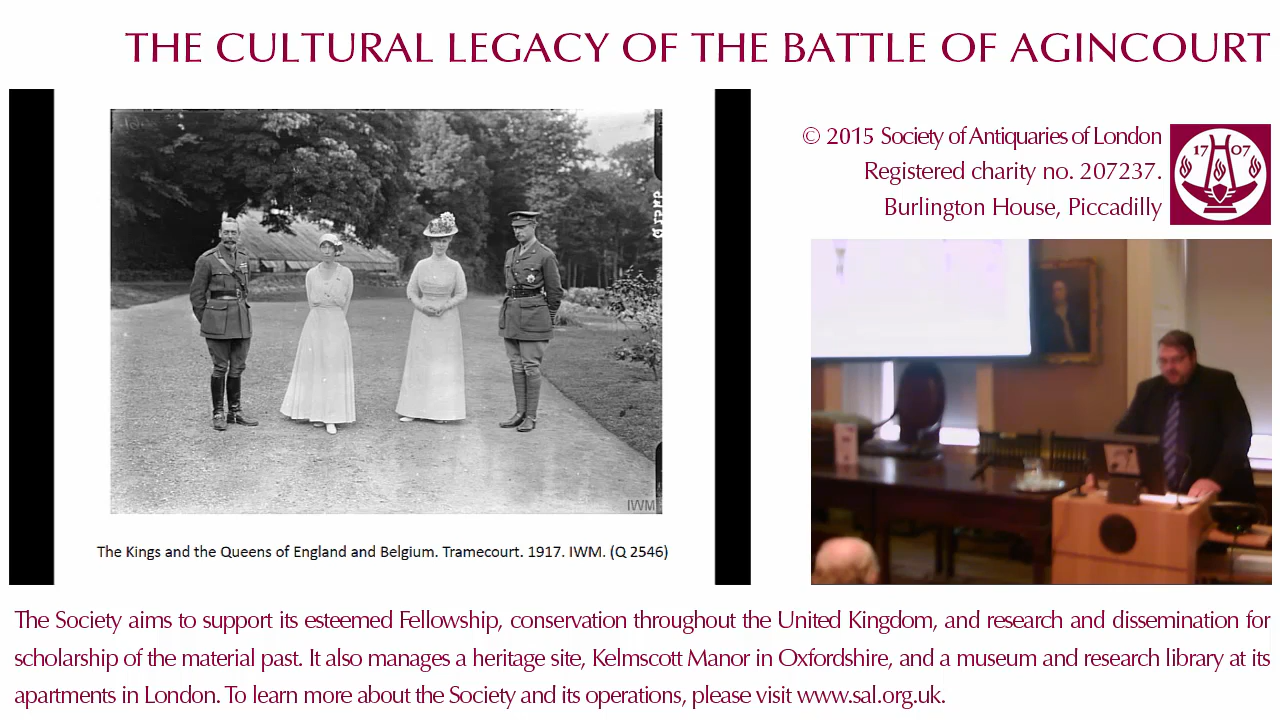 THE CULTURAL LEGACY OF THE BATTLE OF AGINCOURT
© 2015 Society of Antiquaries of London
Registered charity no. 207237.
Burlington House, Piccadilly
17 07
IWM
The Kings and the Queens of England and Belgium. Tramecourt. 1917. IWM. (Q 2546)
The Society aims to support its esteemed Fellowship, conservation throughout the United Kingdom, and research and dissemination for
scholarship of the material past. It also manages a heritage site, Kelmscott Manor in Oxfordshire, and a museum and research library at its
apartments in London. To learn more about the Society and its operations, please visit www.sal.org.uk.